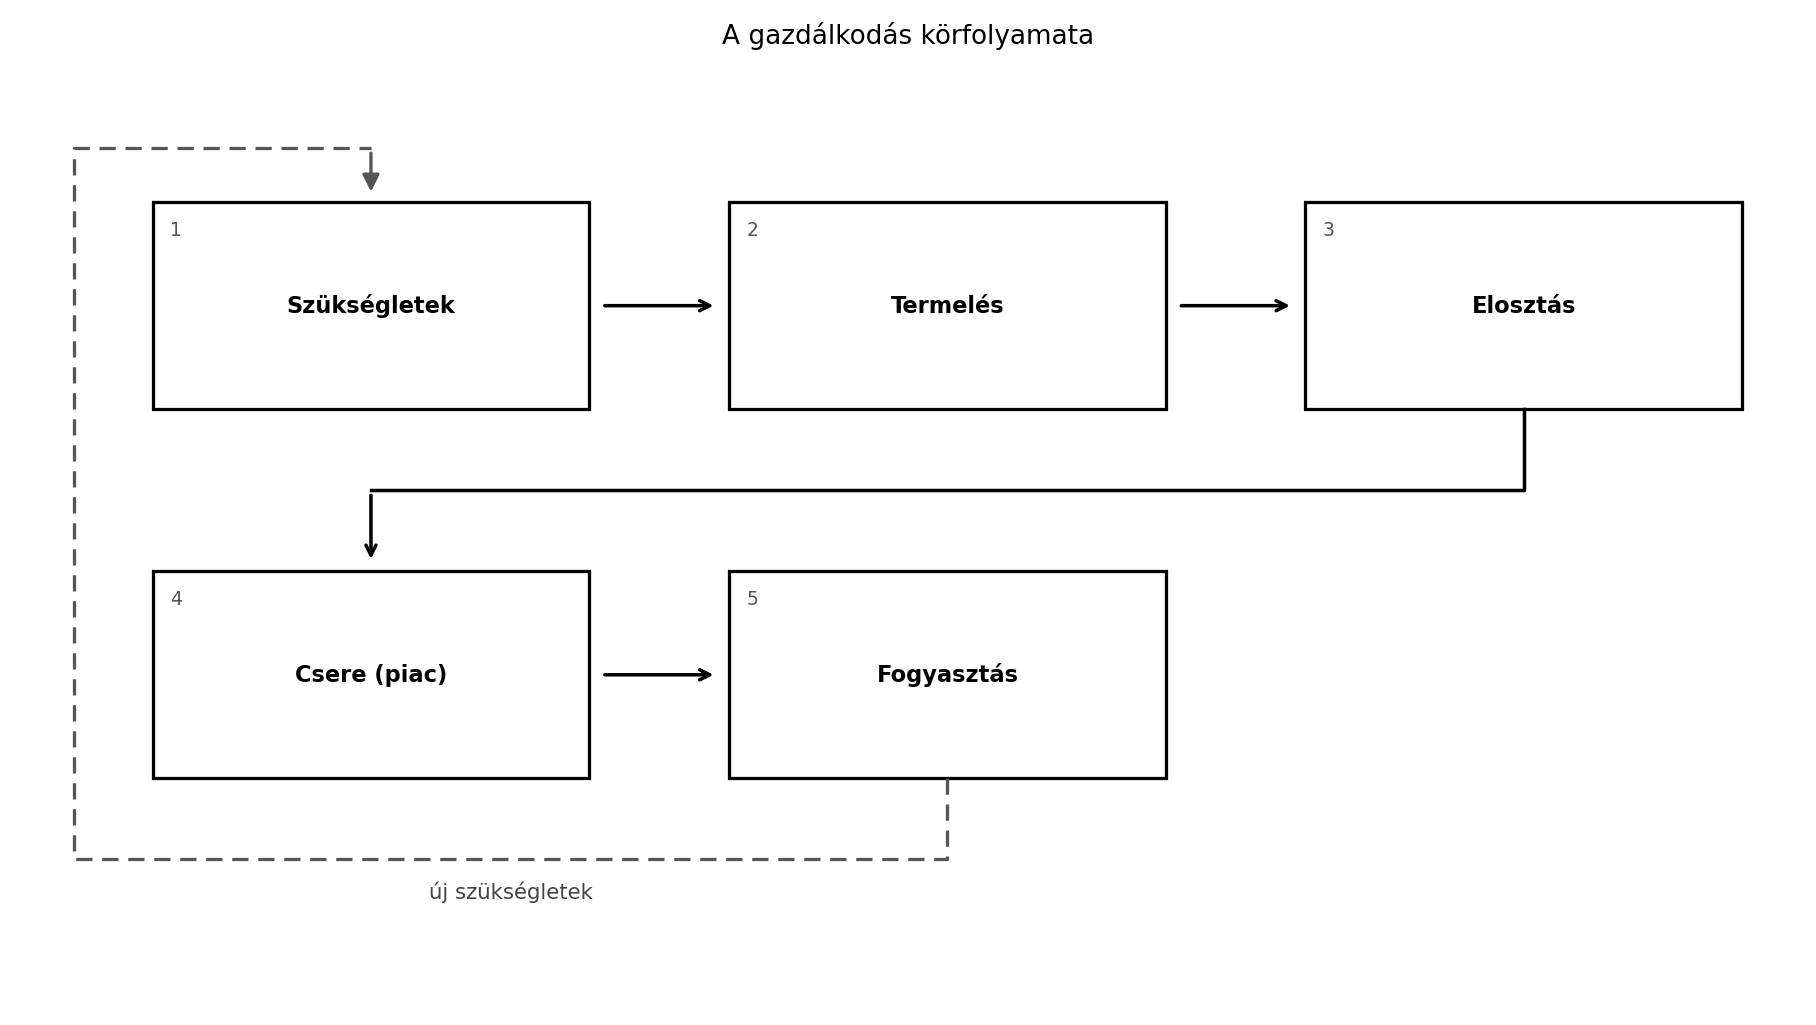 A gazdálkodás körfolyamata
1
Szükségletek
2
Termelés
3
Elosztás
4
Csere (piac)
5
Fogyasztás
új szükségletek